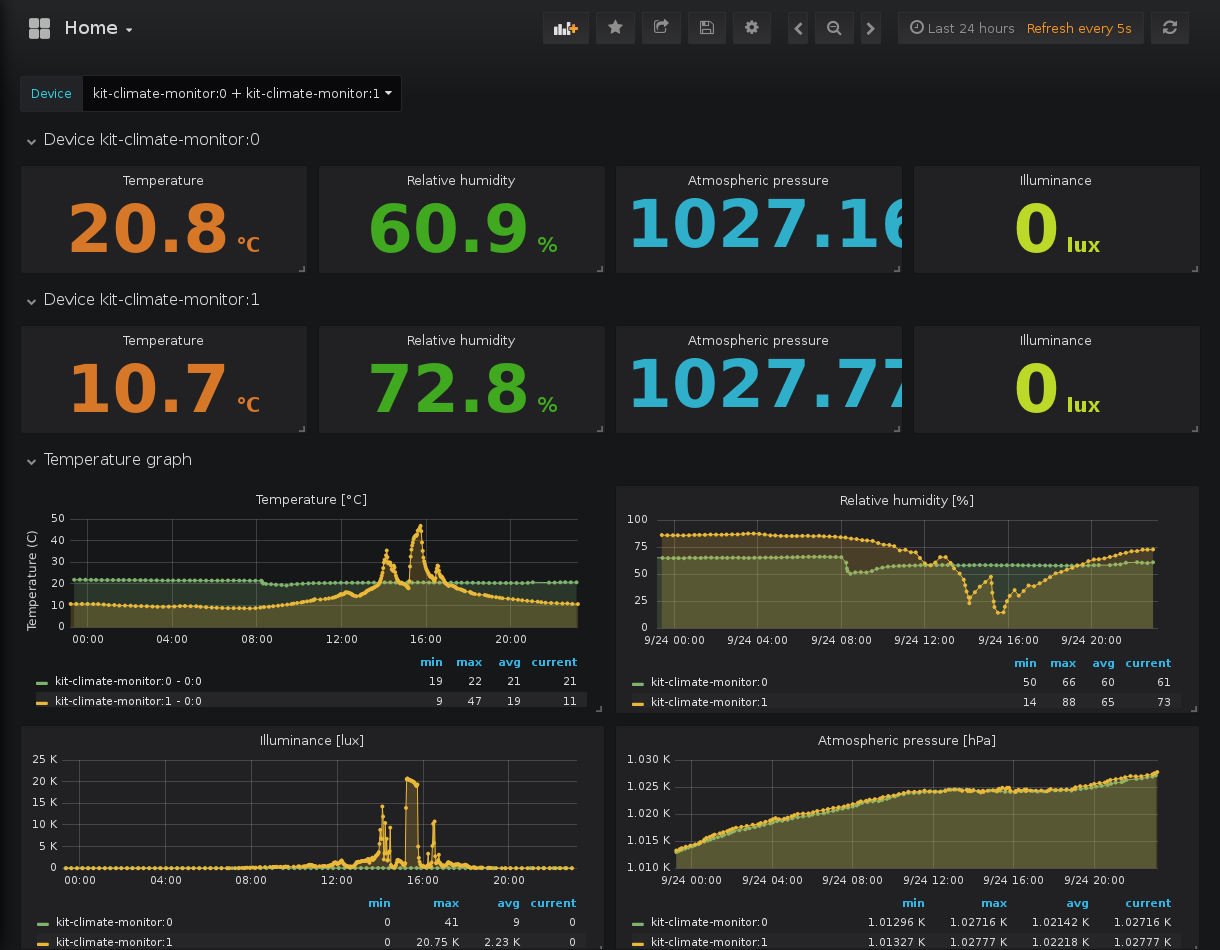 Home
Last 24 hours Refresh every 5s
Device kit-climate-monitor:0 + kit-climate-monitor:1
Device kit-climate-monitor:0
Temperature Relative humidity Atmospheric pressure Illuminance
20.8 °C 60.9 % 1027.16 0 lux
Device kit-climate-monitor:1
Temperature Relative humidity Atmospheric pressure Illuminance
10.7 °C 72.8 % 1027.77 0 lux
Temperature graph
Temperature [°C]
Temperature (C)
50
40
30
20
10
0
00:00 04:00 08:00 12:00 16:00 20:00
min max avg current
kit-climate-monitor:0 - 0:0 19 22 21 21
kit-climate-monitor:1 - 0:0 9 47 19 11
Relative humidity [%]
100
75
50
25
0
9/24 00:00 9/24 04:00 9/24 08:00 9/24 12:00 9/24 16:00 9/24 20:00
min max avg current
kit-climate-monitor:0 50 66 60 61
kit-climate-monitor:1 14 88 65 73
Illuminance [lux]
25 K
20 K
15 K
10 K
5 K
0
00:00 04:00 08:00 12:00 16:00 20:00
min max avg current
kit-climate-monitor:0 0 41 9 0
kit-climate-monitor:1 0 20.75 K 2.23 K 0
Atmospheric pressure [hPa]
1.030 K
1.025 K
1.020 K
1.015 K
1.010 K
9/24 00:00 9/24 04:00 9/24 08:00 9/24 12:00 9/24 16:00 9/24 20:00
min max avg current
kit-climate-monitor:0 1.01296 K 1.02716 K 1.02142 K 1.02716 K
kit-climate-monitor:1 1.01327 K 1.02777 K 1.02218 K 1.02777 K